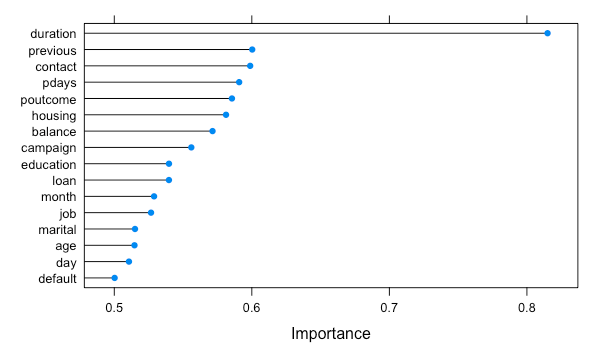 duration
previous
contact
pdays
poutcome
housing
balance
campaign
education
loan
month
job
marital
age
day
default
0.5 0.6 0.7 0.8
Importance